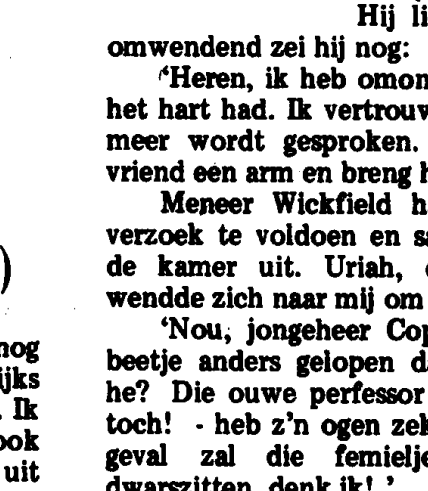 )
nog
ijks
. Ik
ook
uit
Hij li
omwendend zei hij nog:
‘Heren, ik heb omon
het hart had. Ik vertrouw
meer wordt gesproken.
vriend een arm en breng h
Meneer Wickfield h
verzoek te voldoen en s
de kamer uit. Uriah,
wendde zich naar mij om
‘Nou, jongeheer Cop
beetje anders gelopen d
he? Die ouwe perfessor
toch! - heb z'n ogen zek
geval zal die femielje
dwarszitten, denk ik! ’